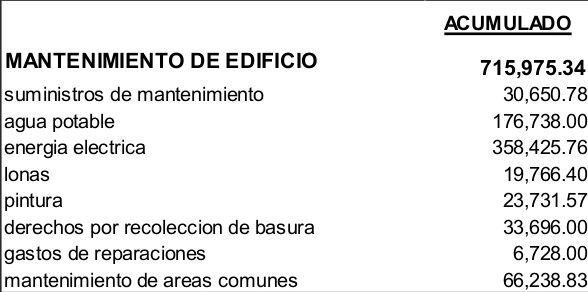 ACUMULADO
MANTENIMIENTO DE EDIFICIO 715,975.34
suministros de mantenimiento 30,650.78
agua potable 176,738.00
energia electrica 358,425.76
lonas 19,766.40
pintura 23,731.57
derechos por recoleccion de basura 33,696.00
gastos de reparaciones 6,728.00
mantenimiento de areas comunes 66,238.83